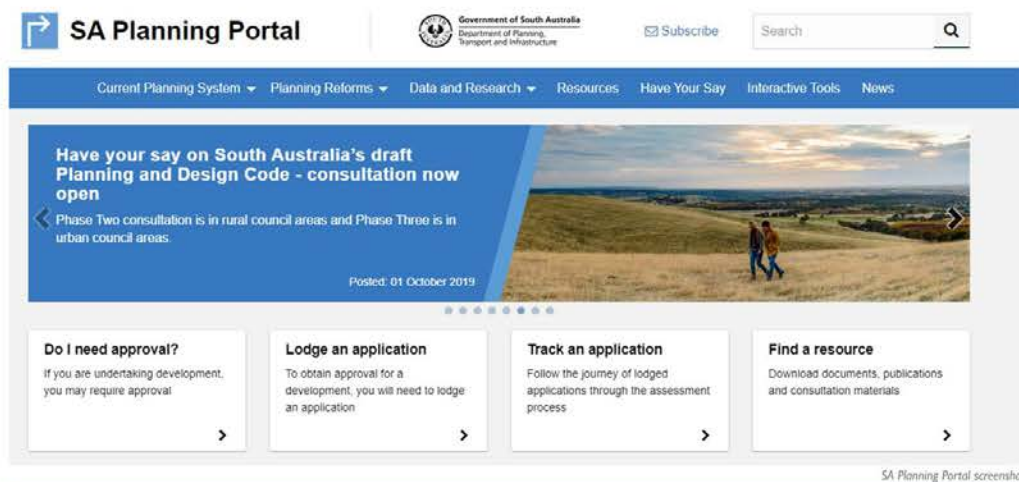 SA Planning Portal
Government of South Australia
Department of Planning,
Transport and Infrastructure
Subscribe
Search
Current Planning System
Planning Reforms
Data and Research
Resources
Have Your Say
Interactive Tools
News
Have your say on South Australia's draft
Planning and Design Code - consultation now
open
Phase Two consultation is in rural council areas and Phase Three is in
urban council areas.
Posted: 01 October 2019
Do I need approval?
If you are undertaking development,
you may require approval
Lodge an application
To obtain approval for a
development, you will need to lodge
an application
Track an application
Follow the journey of lodged
applications through the assessment
process
Find a resource
Download documents, publications
and consultation materials
SA Planning Portal